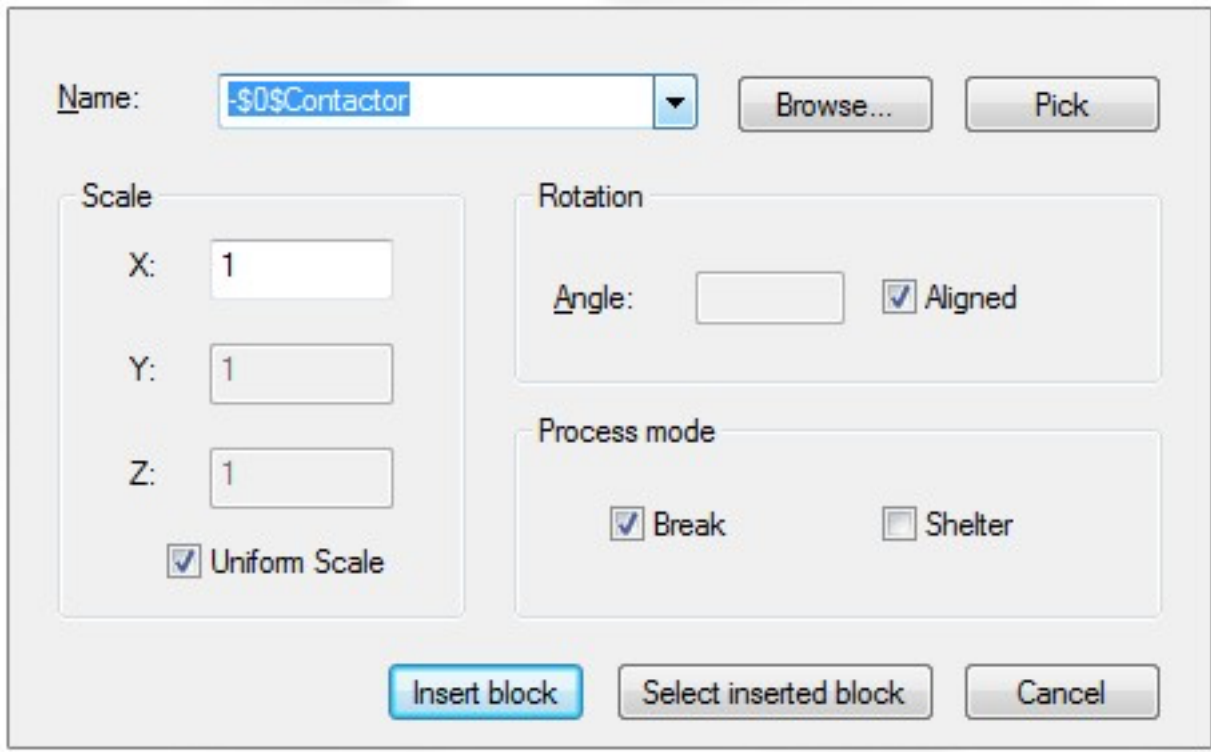 Name: -$0$Contactor Browse... Pick
Scale
X: 1
Y: 1
Z: 1
Uniform Scale
Rotation
Angle: Aligned
Process mode
Break Shelter
Insert block Select inserted block Cancel